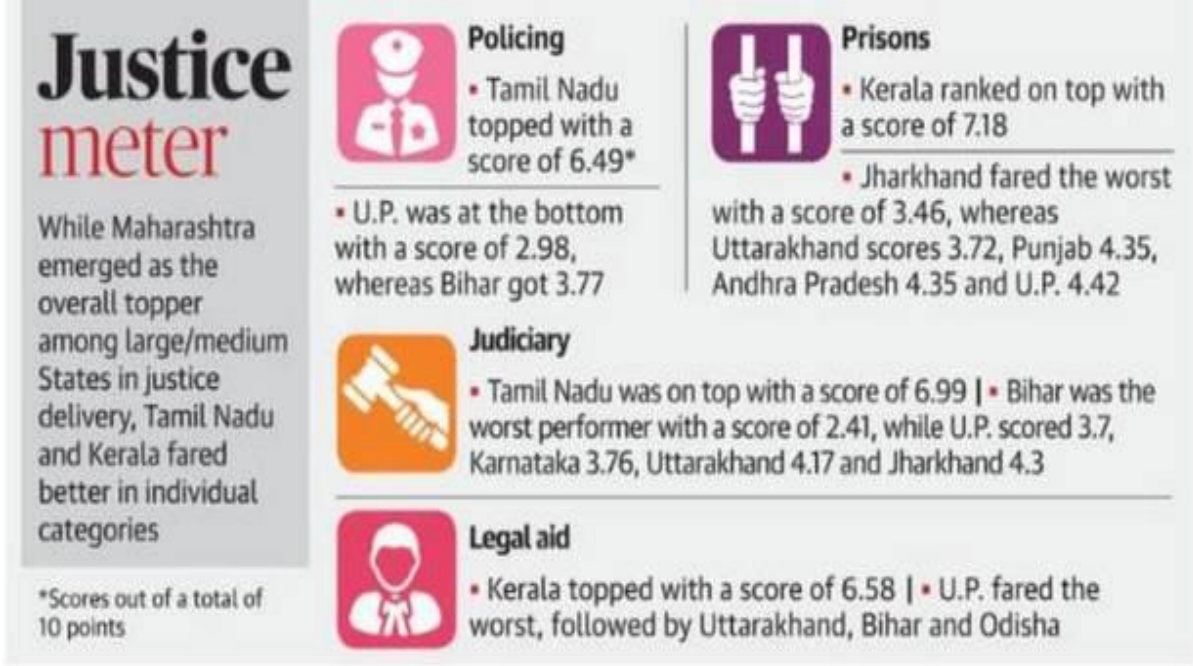 Justice
meter
While Maharashtra
emerged as the
overall topper
among large/medium
States in justice
delivery, Tamil Nadu
and Kerala fared
better in individual
categories
*Scores out of a total of
10 points
Policing
▪ Tamil Nadu
topped with a
score of 6.49*
▪ U.P. was at the bottom
with a score of 2.98,
whereas Bihar got 3.77
Prisons
▪ Kerala ranked on top with
a score of 7.18
▪ Jharkhand fared the worst
with a score of 3.46, whereas
Uttarakhand scores 3.72, Punjab 4.35,
Andhra Pradesh 4.35 and U.P. 4.42
Judiciary
▪ Tamil Nadu was on top with a score of 6.99 | ▪ Bihar was the
worst performer with a score of 2.41, while U.P. scored 3.7,
Karnataka 3.76, Uttarakhand 4.17 and Jharkhand 4.3
Legal aid
▪ Kerala topped with a score of 6.58 | ▪ U.P. fared the
worst, followed by Uttarakhand, Bihar and Odisha